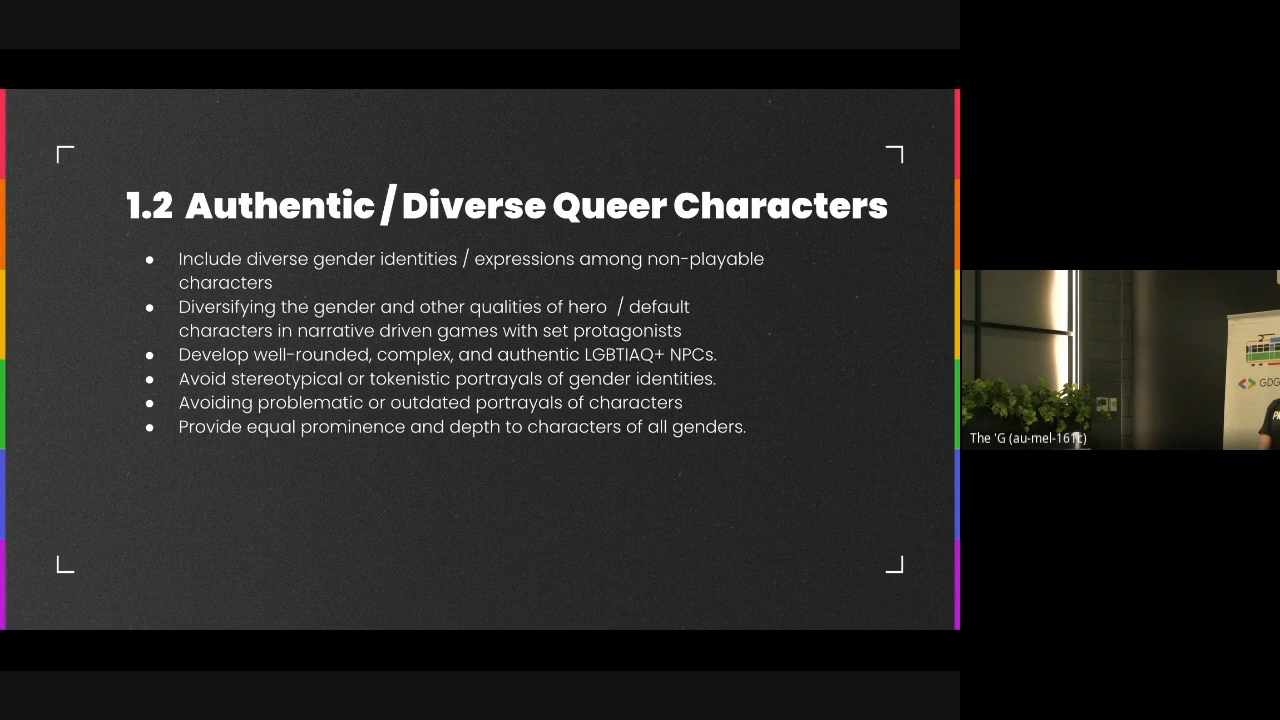 1.2 Authentic / Diverse Queer Characters
● Include diverse gender identities / expressions among non-playable
characters
● Diversifying the gender and other qualities of hero / default
characters in narrative driven games with set protagonists
● Develop well-rounded, complex, and authentic LGBTIAQ+ NPCs.
● Avoid stereotypical or tokenistic portrayals of gender identities.
● Avoiding problematic or outdated portrayals of characters
● Provide equal prominence and depth to characters of all genders.
GDG
The 'G (au-mel-161c)